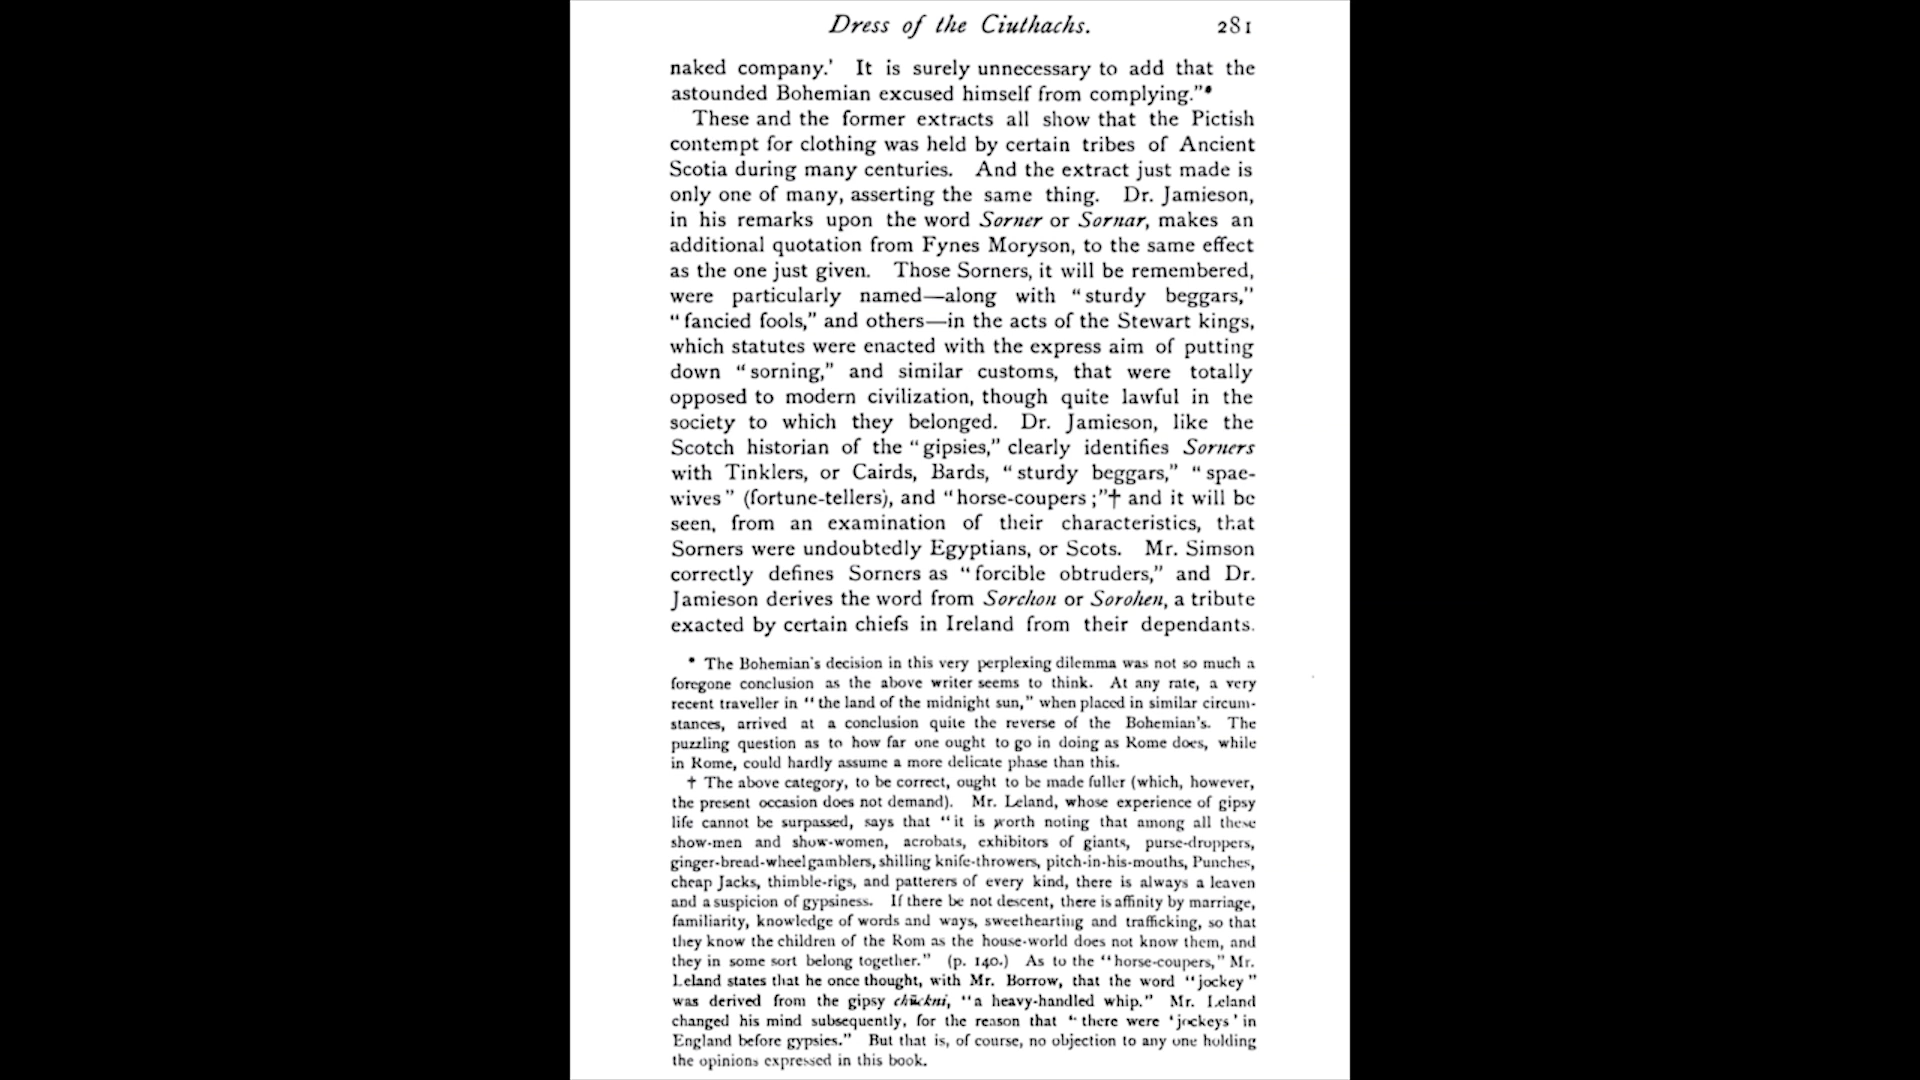 Dress of the Ciuthachs. 281
naked company.' It is surely unnecessary to add that the
astounded Bohemian excused himself from complying."*
These and the former extracts all show that the Pictish
contempt for clothing was held by certain tribes of Ancient
Scotia during many centuries. And the extract just made is
only one of many, asserting the same thing. Dr. Jamieson,
in his remarks upon the word Sorner or Sornar, makes an
additional quotation from Fynes Moryson, to the same effect
as the one just given. Those Sorners, it will be remembered,
were particularly named—along with "sturdy beggars,"
"fancied fools," and others—in the acts of the Stewart kings,
which statutes were enacted with the express aim of putting
down "sorning," and similar customs, that were totally
opposed to modern civilization, though quite lawful in the
society to which they belonged. Dr. Jamieson, like the
Scotch historian of the "gipsies," clearly identifies Sorners
with Tinklers, or Cairds, Bards, "sturdy beggars," "spae-
wives" (fortune-tellers), and "horse-coupers;"† and it will be
seen, from an examination of their characteristics, that
Sorners were undoubtedly Egyptians, or Scots. Mr. Simson
correctly defines Sorners as "forcible obtruders," and Dr.
Jamieson derives the word from Sorchon or Sorohen, a tribute
exacted by certain chiefs in Ireland from their dependants.
* The Bohemian's decision in this very perplexing dilemma was not so much a
foregone conclusion as the above writer seems to think. At any rate, a very
recent traveller in "the land of the midnight sun," when placed in similar circum-
stances, arrived at a conclusion quite the reverse of the Bohemian's. The
puzzling question as to how far one ought to go in doing as Rome does, while
in Rome, could hardly assume a more delicate phase than this.
† The above category, to be correct, ought to be made fuller (which, however,
the present occasion does not demand). Mr. Leland, whose experience of gipsy
life cannot be surpassed, says that "it is worth noting that among all these
show-men and show-women, acrobats, exhibitors of giants, purse-droppers,
ginger-bread-wheel gamblers, shilling knife-throwers, pitch-in-his-mouths, Punches,
cheap Jacks, thimble-rigs, and patterers of every kind, there is always a leaven
and a suspicion of gypsiness. If there be not descent, there is affinity by marriage,
familiarity, knowledge of words and ways, sweethearting and trafficking, so that
they know the children of the Rom as the house-world does not know them, and
they in some sort belong together." (p. 140.) As to the "horse-coupers," Mr.
Leland states that he once thought, with Mr. Borrow, that the word "jockey"
was derived from the gipsy chūckni, "a heavy-handled whip." Mr. Leland
changed his mind subsequently, for the reason that "there were 'jockeys' in
England before gypsies." But that is, of course, no objection to any one holding
the opinions expressed in this book.